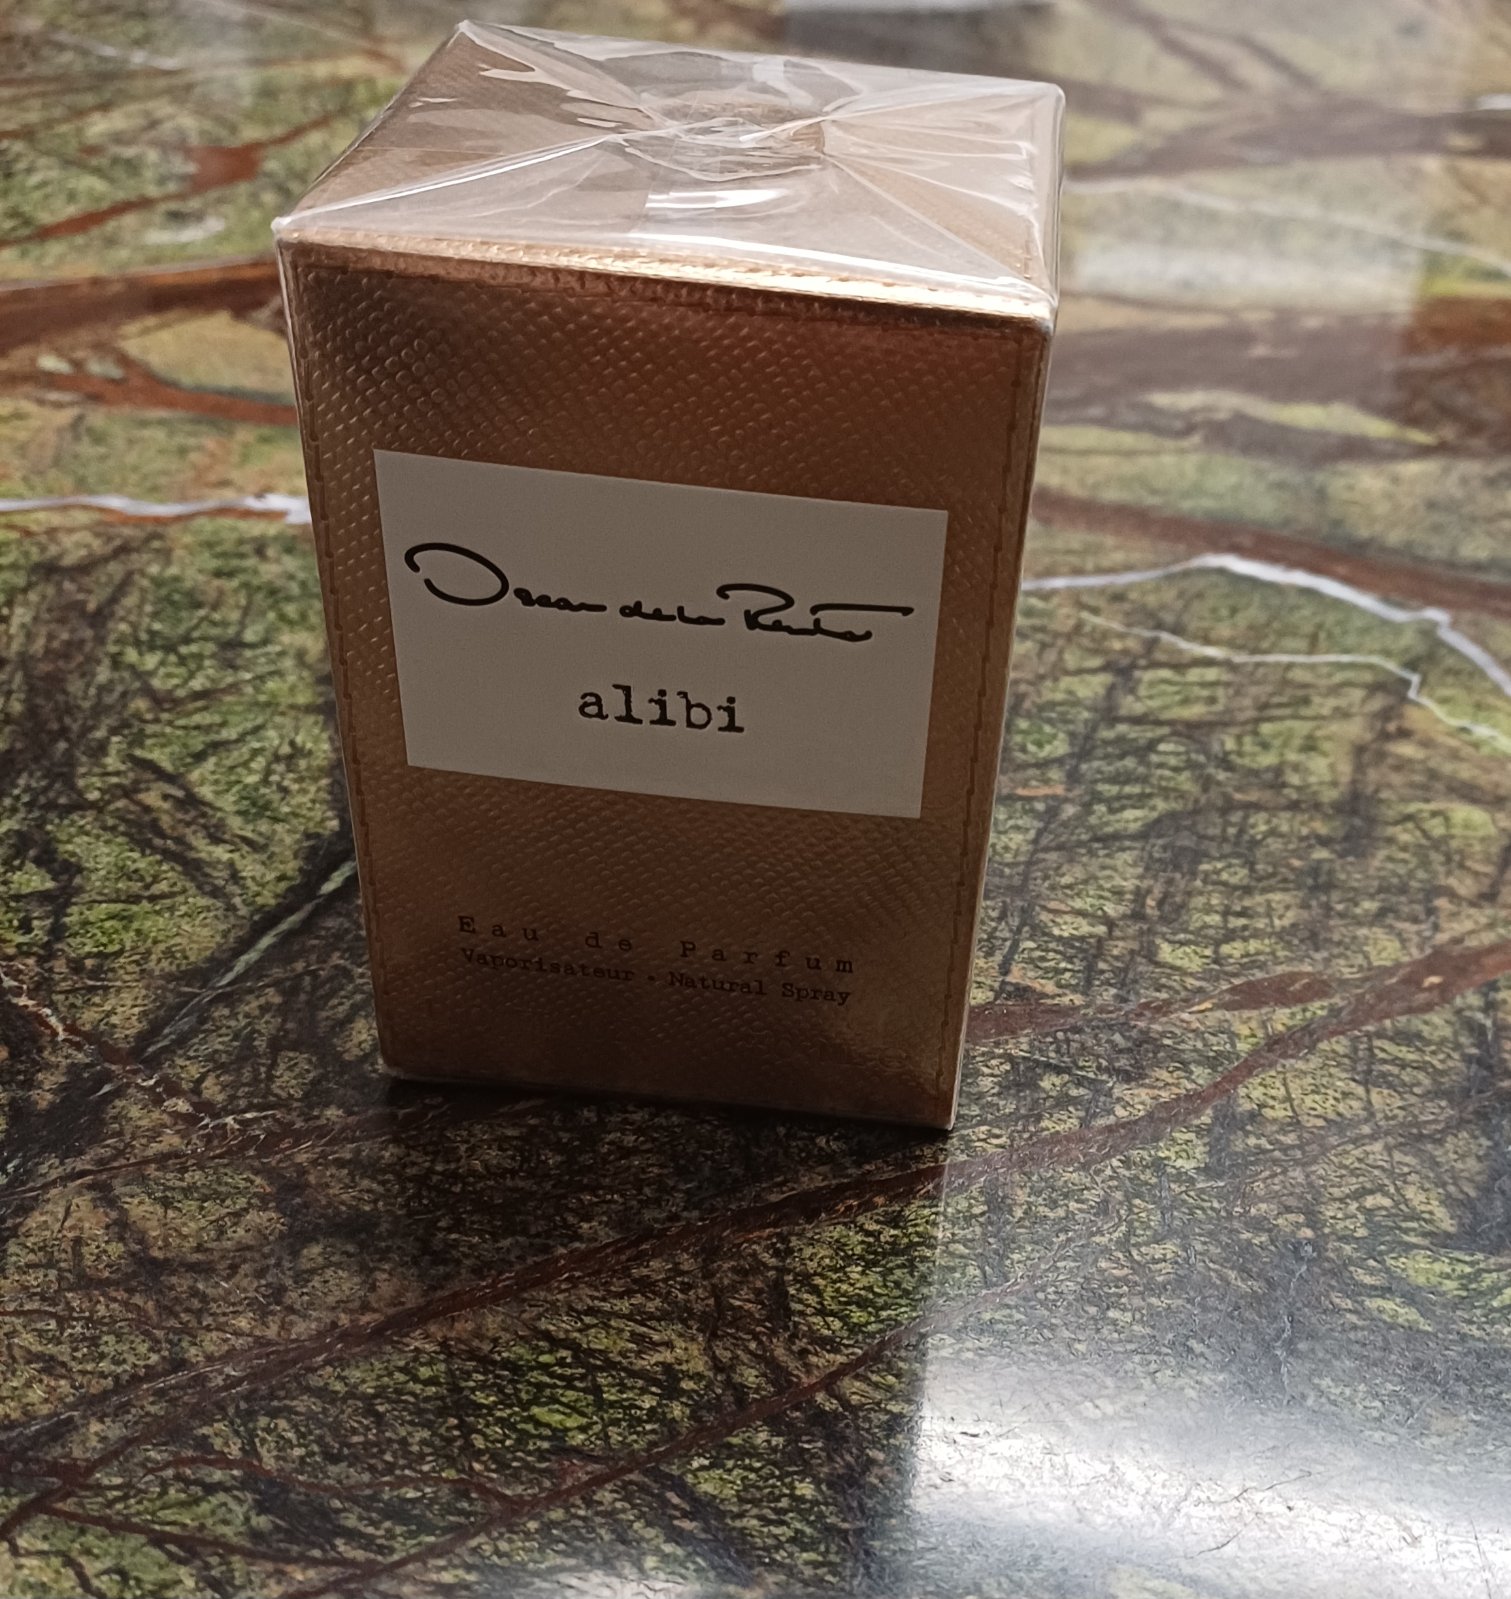 Oscar de la Renta
alibi
Eau de Parfum
Vaporisateur • Natural Spray